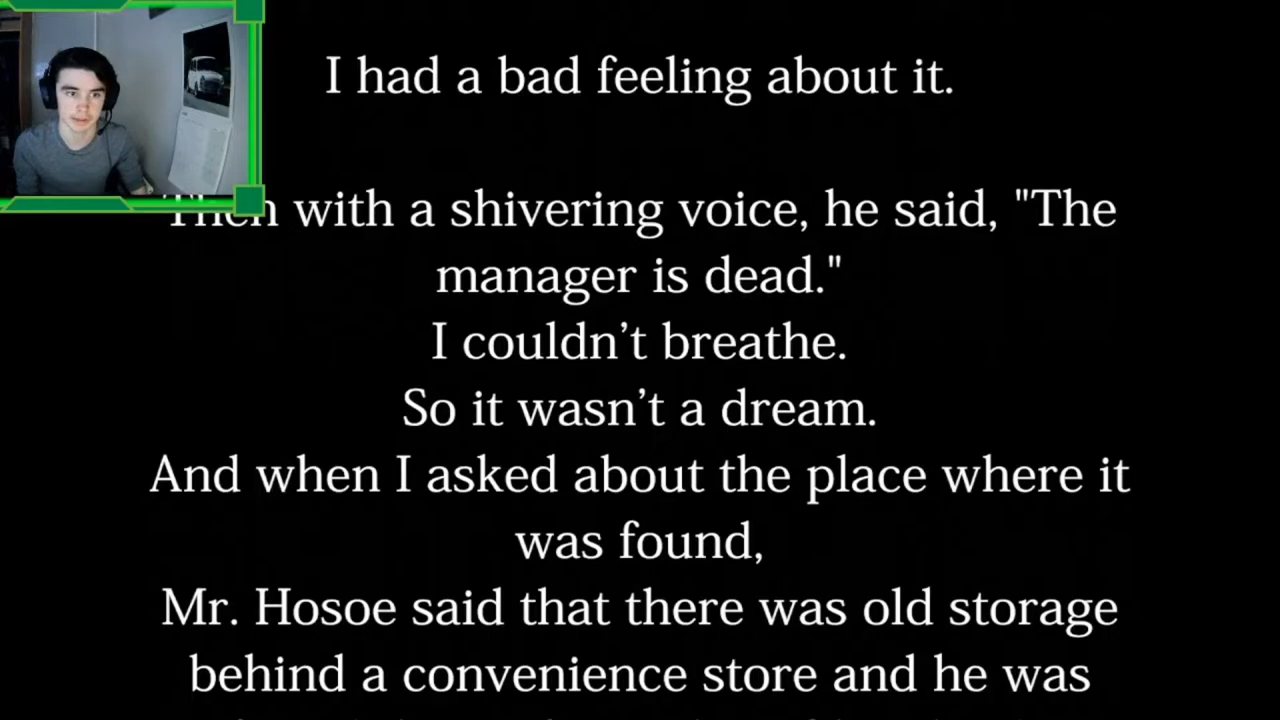 I had a bad feeling about it.
Then with a shivering voice, he said, "The
manager is dead."
I couldn’t breathe.
So it wasn’t a dream.
And when I asked about the place where it
was found,
Mr. Hosoe said that there was old storage
behind a convenience store and he was